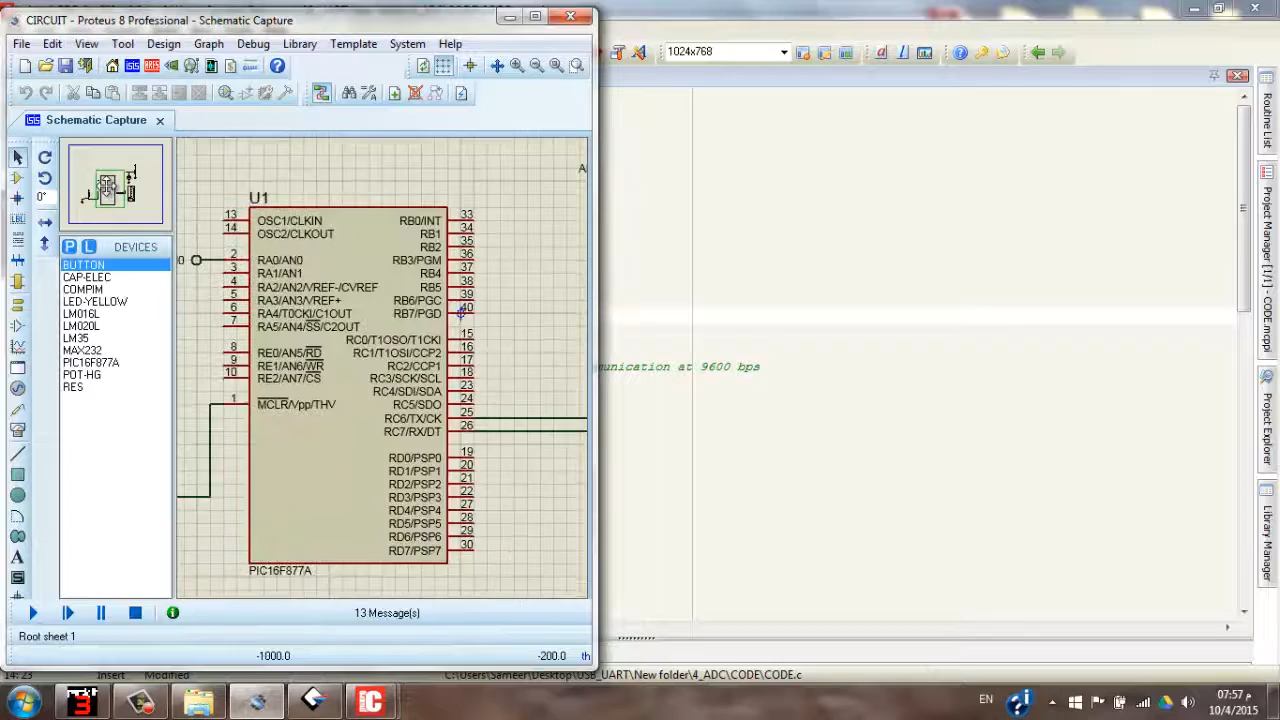 CIRCUIT - Proteus 8 Professional - Schematic Capture
File Edit View Tool Design Graph Debug Library Template System Help
1024x768
Schematic Capture
0°
P L DEVICES
BUTTON
CAP-ELEC
COMPIM
LED-YELLOW
LM016L
LM020L
LM35
MAX232
PIC16F877A
POT-HG
RES
U1
13 OSC1/CLKIN RB0/INT 33
14 OSC2/CLKOUT RB1 34
RB2 35
2 RA0/AN0 RB3/PGM 36
3 RA1/AN1 RB4 37
4 RA2/AN2/VREF-/CVREF RB5 38
5 RA3/AN3/VREF+ RB6/PGC 39
6 RA4/T0CKI/C1OUT RB7/PGD 40
7 RA5/AN4/SS/C2OUT
RC0/T1OSO/T1CKI 15
8 RE0/AN5/RD RC1/T1OSI/CCP2 16
9 RE1/AN6/WR RC2/CCP1 17
10 RE2/AN7/CS RC3/SCK/SCL 18
RC4/SDI/SDA 23
1 MCLR/Vpp/THV RC5/SDO 24
RC6/TX/CK 25
RC7/RX/DT 26
RD0/PSP0 19
RD1/PSP1 20
RD2/PSP2 21
RD3/PSP3 22
RD4/PSP4 27
RD5/PSP5 28
RD6/PSP6 29
RD7/PSP7 30
PIC16F877A
munication at 9600 bps
Routine List
Project Manager [1/1] - CODE.mcppi
Project Explorer
Library Manager
13 Message(s)
Root sheet 1
-1000.0 -200.0 th
14: 23 Insert Modified C:\Users\Sameer\Desktop\USB_UART\New folder\4_ADC\CODE\CODE.c
EN
07:57 م
10/4/2015